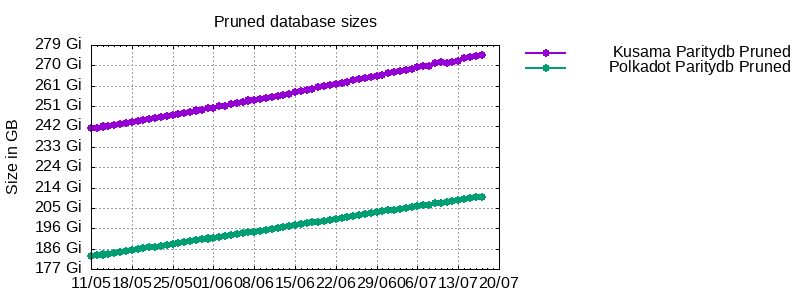 Pruned database sizes
279 Gi
270 Gi
261 Gi
251 Gi
242 Gi
233 Gi
224 Gi
214 Gi
205 Gi
196 Gi
186 Gi
177 Gi
Size in GB
11/05 18/05 25/05 01/06 08/06 15/06 22/06 29/06 06/07 13/07 20/07
Kusama Paritydb Pruned
Polkadot Paritydb Pruned